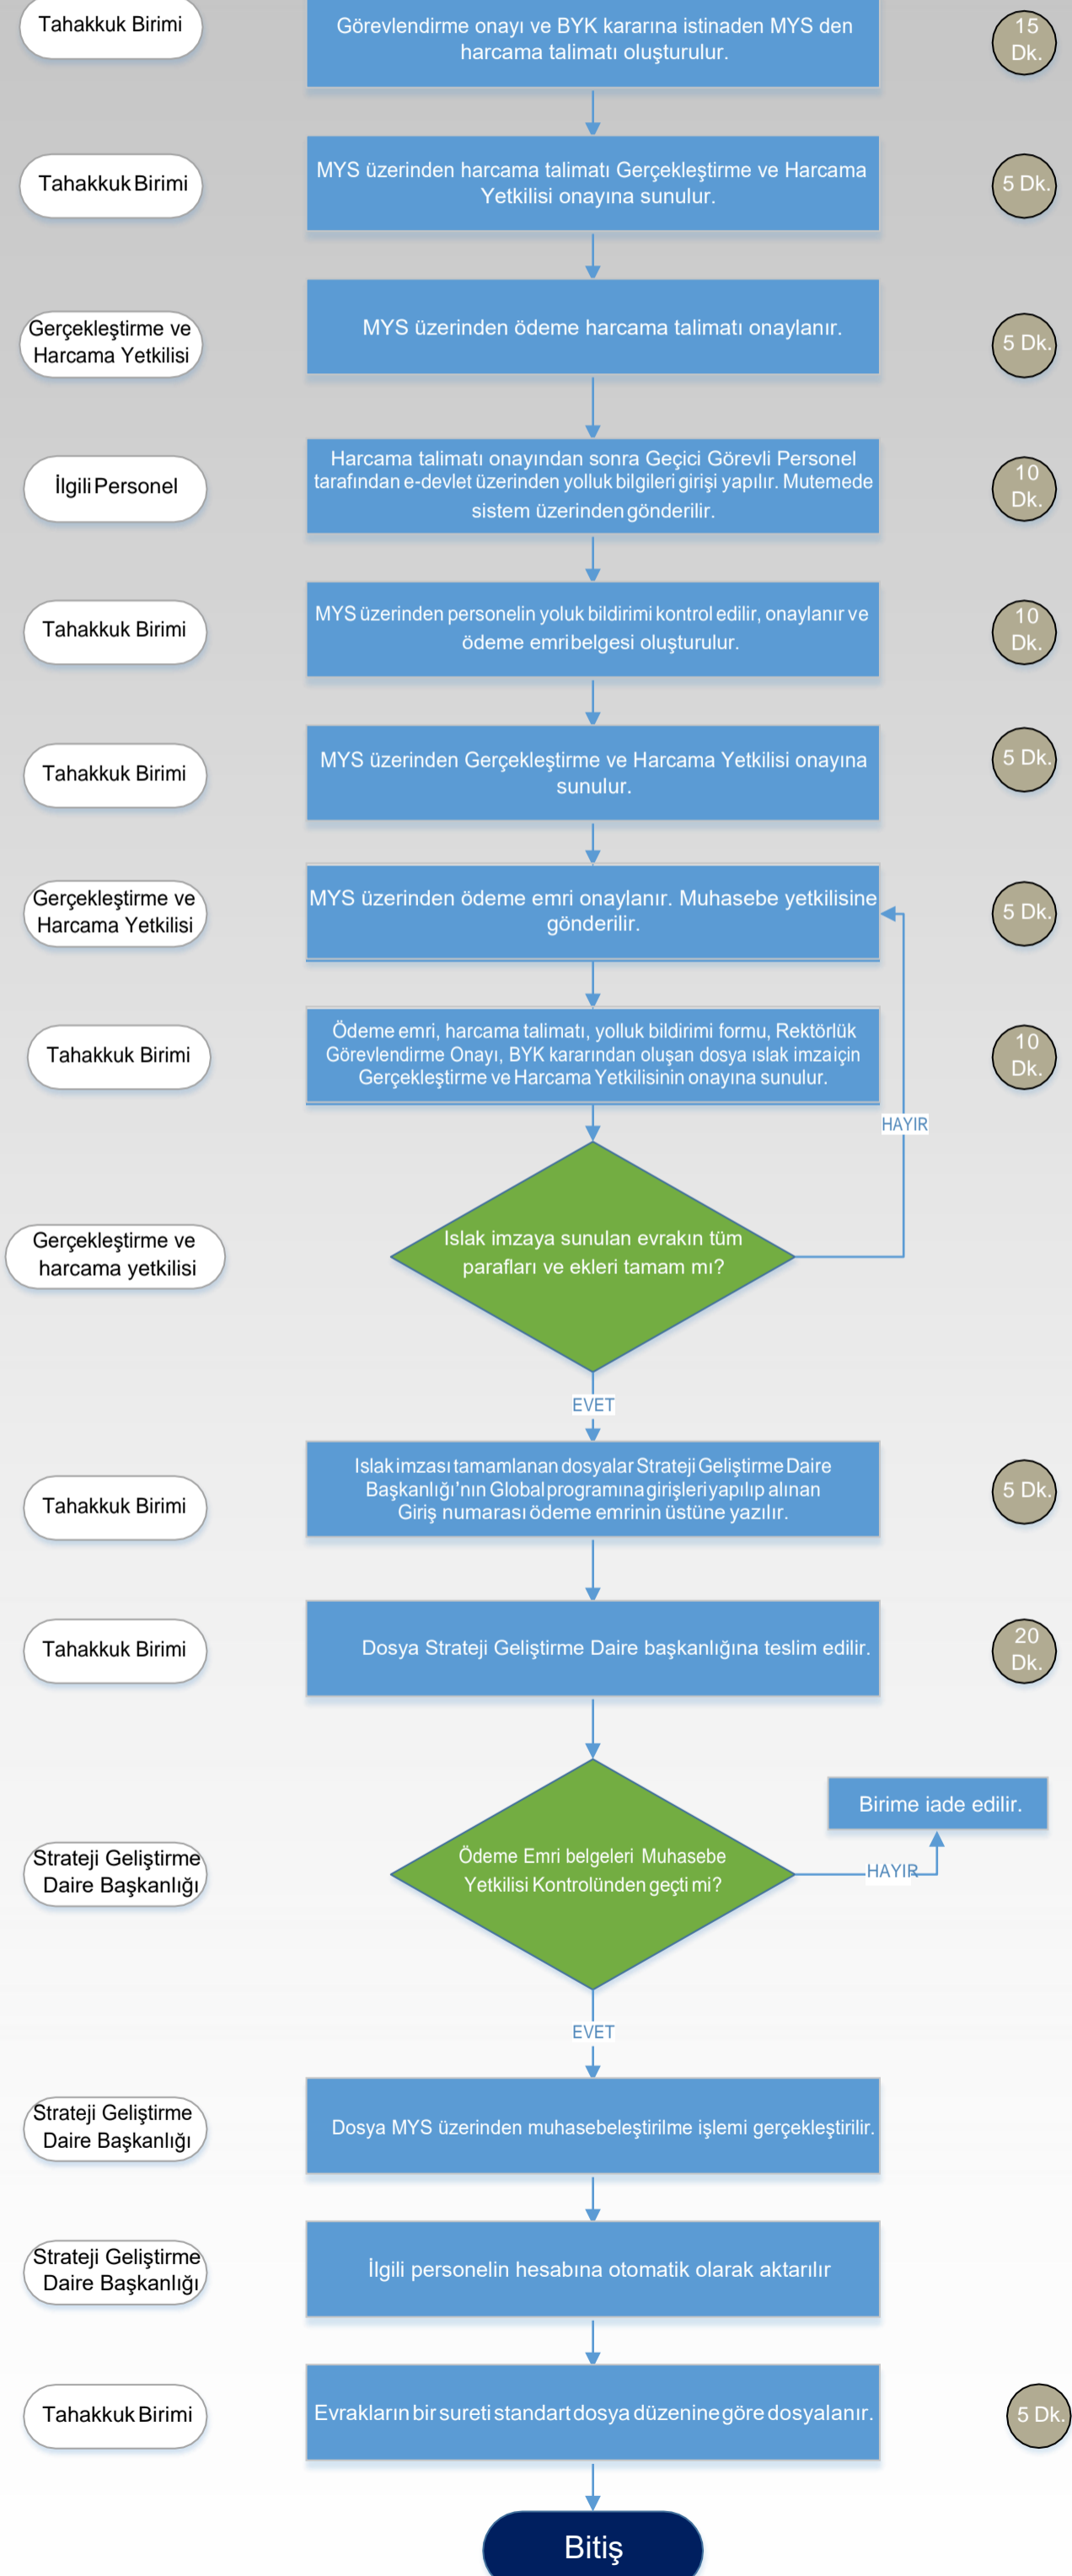 Tahakkuk Birimi
Görevlendirme onayı ve BYK kararına istinaden MYS den
harcama talimatı oluşturulur.
15
Dk.
Tahakkuk Birimi
MYS üzerinden harcama talimatı Gerçekleştirme ve Harcama
Yetkilisi onayına sunulur.
5 Dk.
Gerçekleştirme ve
Harcama Yetkilisi
MYS üzerinden ödeme harcama talimatı onaylanır.
5 Dk.
İlgili Personel
Harcama talimatı onayından sonra Geçici Görevli Personel
tarafından e-devlet üzerinden yolluk bilgileri girişi yapılır. Mutemede
sistem üzerinden gönderilir.
10
Dk.
Tahakkuk Birimi
MYS üzerinden personelin yoluk bildirimi kontrol edilir, onaylanır ve
ödeme emri belgesi oluşturulur.
10
Dk.
Tahakkuk Birimi
MYS üzerinden Gerçekleştirme ve Harcama Yetkilisi onayına
sunulur.
5 Dk.
Gerçekleştirme ve
Harcama Yetkilisi
MYS üzerinden ödeme emri onaylanır. Muhasebe yetkilisine
gönderilir.
5 Dk.
Tahakkuk Birimi
Ödeme emri, harcama talimatı, yolluk bildirimi formu, Rektörlük
Görevlendirme Onayı, BYK kararından oluşan dosya ıslak imza için
Gerçekleştirme ve Harcama Yetkilisinin onayına sunulur.
10
Dk.
HAYIR
Gerçekleştirme ve
harcama yetkilisi
Islak imzaya sunulan evrakın tüm
parafları ve ekleri tamam mı?
EVET
Tahakkuk Birimi
Islak imzası tamamlanan dosyalar Strateji Geliştirme Daire
Başkanlığı'nın Global programına girişleri yapılıp alınan
Giriş numarası ödeme emrinin üstüne yazılır.
5 Dk.
Tahakkuk Birimi
Dosya Strateji Geliştirme Daire başkanlığına teslim edilir.
20
Dk.
Birime iade edilir.
Strateji Geliştirme
Daire Başkanlığı
Ödeme Emri belgeleri Muhasebe
Yetkilisi Kontrolünden geçti mi?
HAYIR
EVET
Strateji Geliştirme
Daire Başkanlığı
Dosya MYS üzerinden muhasebeleştirilme işlemi gerçekleştirilir.
Strateji Geliştirme
Daire Başkanlığı
İlgili personelin hesabına otomatik olarak aktarılır
Tahakkuk Birimi
Evrakların bir sureti standart dosya düzenine göre dosyalanır.
5 Dk.
Bitiş